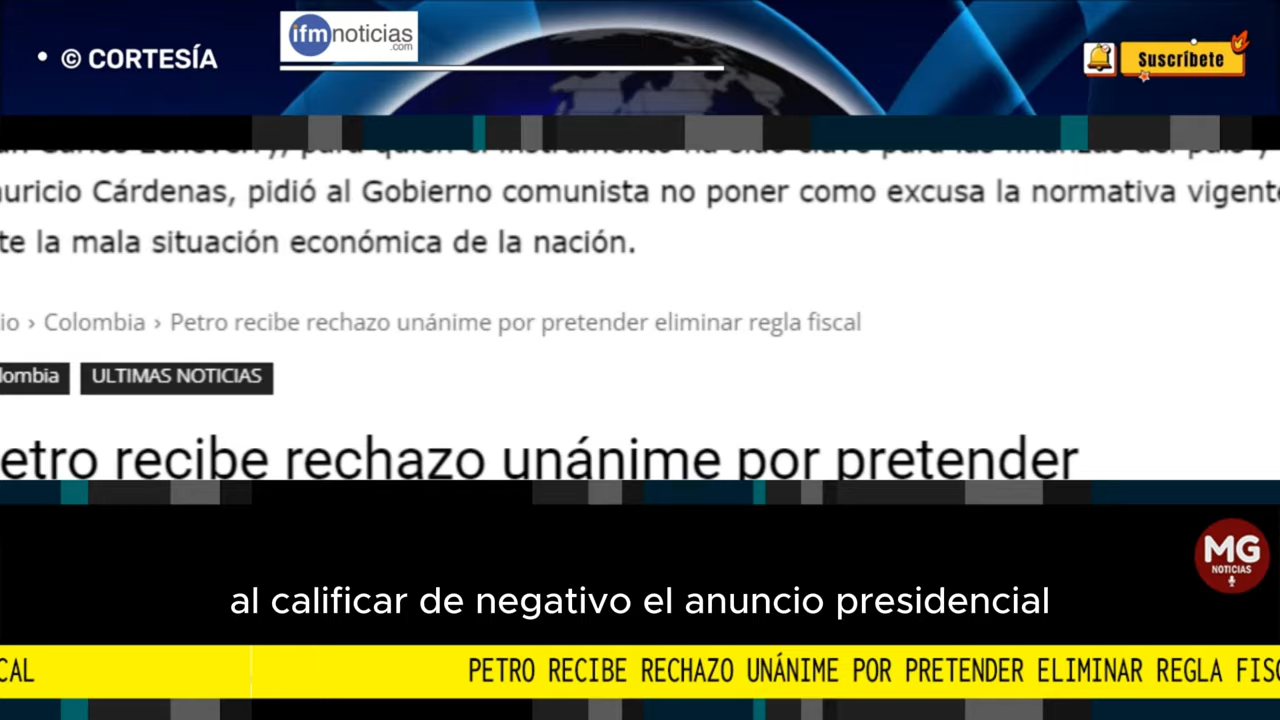 ifmnoticias
.com
• © CORTESÍA
Suscríbete
uricio Cárdenas, pidió al Gobierno comunista no poner como excusa la normativa vigente
te la mala situación económica de la nación.
io › Colombia › Petro recibe rechazo unánime por pretender eliminar regla fiscal
lombia ULTIMAS NOTICIAS
etro recibe rechazo unánime por pretender
MG
NOTICIAS
al calificar de negativo el anuncio presidencial
CAL PETRO RECIBE RECHAZO UNÁNIME POR PRETENDER ELIMINAR REGLA FISC